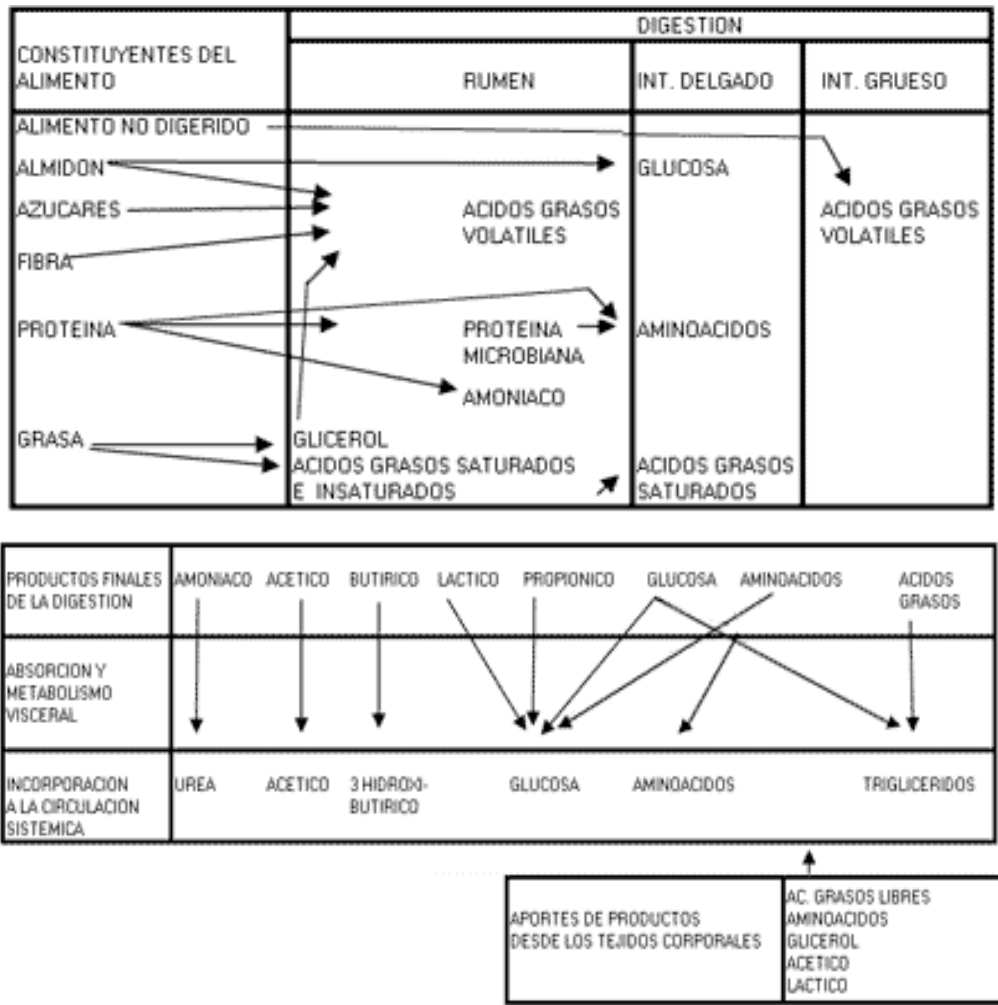 DIGESTION
CONSTITUYENTES DEL
ALIMENTO
RUMEN
INT. DELGADO
INT. GRUESO
ALIMENTO NO DIGERIDO
ALMIDON
GLUCOSA
AZUCARES
ACIDOS GRASOS
VOLATILES
ACIDOS GRASOS
VOLATILES
FIBRA
PROTEINA
PROTEINA
MICROBIANA
AMINOACIDOS
AMONIACO
GRASA
GLICEROL
ACIDOS GRASOS SATURADOS
E INSATURADOS
ACIDOS GRASOS
SATURADOS
PRODUCTOS FINALES
DE LA DIGESTION
AMONIACO
ACETICO
BUTIRICO
LACTICO
PROPIONICO
GLUCOSA
AMINOACIDOS
ACIDOS
GRASOS
ABSORCION Y
METABOLISMO
VISCERAL
INCORPORACION
A LA CIRCULACION
SISTEMICA
UREA
ACETICO
3 HIDROXI-
BUTIRICO
GLUCOSA
AMINOACIDOS
TRIGLICERIDOS
APORTES DE PRODUCTOS
DESDE LOS TEJIDOS CORPORALES
AC. GRASOS LIBRES
AMINOACIDOS
GLICEROL
ACETICO
LACTICO